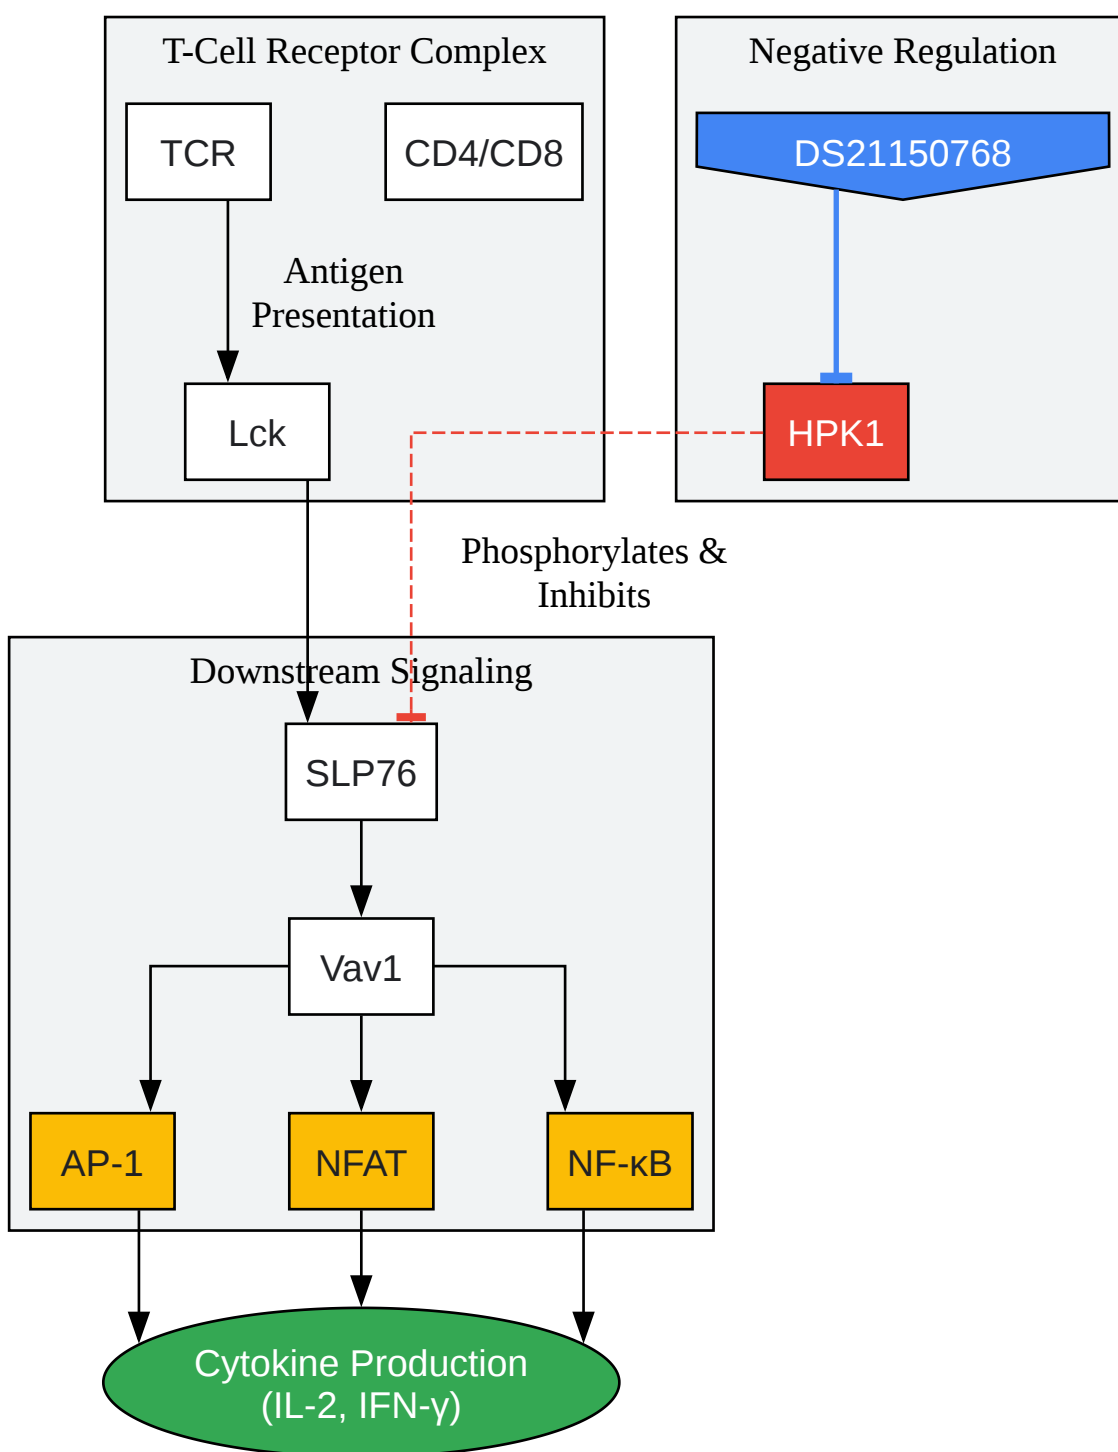 T-Cell Receptor Complex
Negative Regulation
TCR
CD4/CD8
DS21150768
Antigen
Presentation
Lck
HPK1
Phosphorylates &
Inhibits
Downstream Signaling
SLP76
Vav1
AP-1
NFAT
NF-κB
Cytokine Production
(IL-2, IFN-γ)